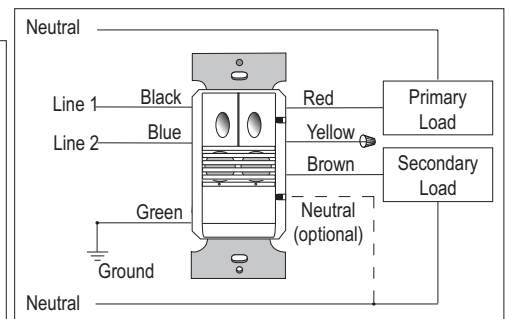 Neutral
Line 1
Black
Red
Primary
Load
Line 2
Blue
Yellow
Brown
Secondary
Load
Green
Neutral
(optional)
Ground
Neutral